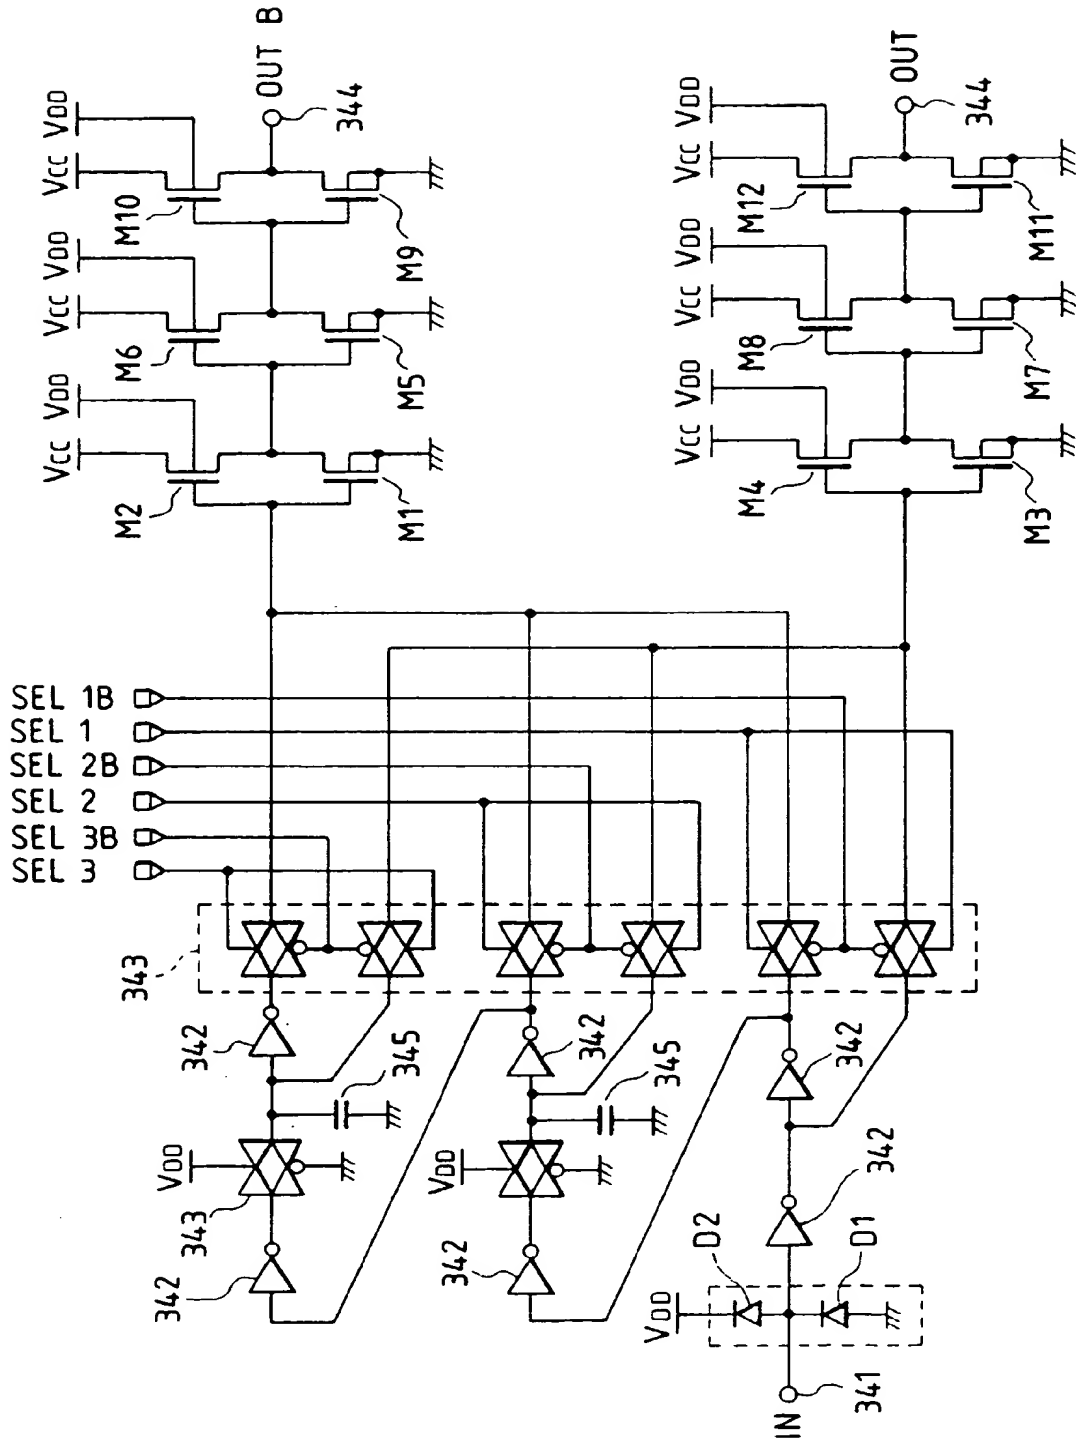 SEL 1B
SEL 1
SEL 2B
SEL 2
SEL 3B
SEL 3
VCC VDD
VCC VDD
VCC VDD
M2
M6
M10
M1
M5
M9
OUT B
344
VCC VDD
VCC VDD
VCC VDD
M4
M8
M12
M3
M7
M11
OUT
344
343
342
345
VDD
343
342
342
345
VDD
342
342
342
VDD
D2
D1
IN
341